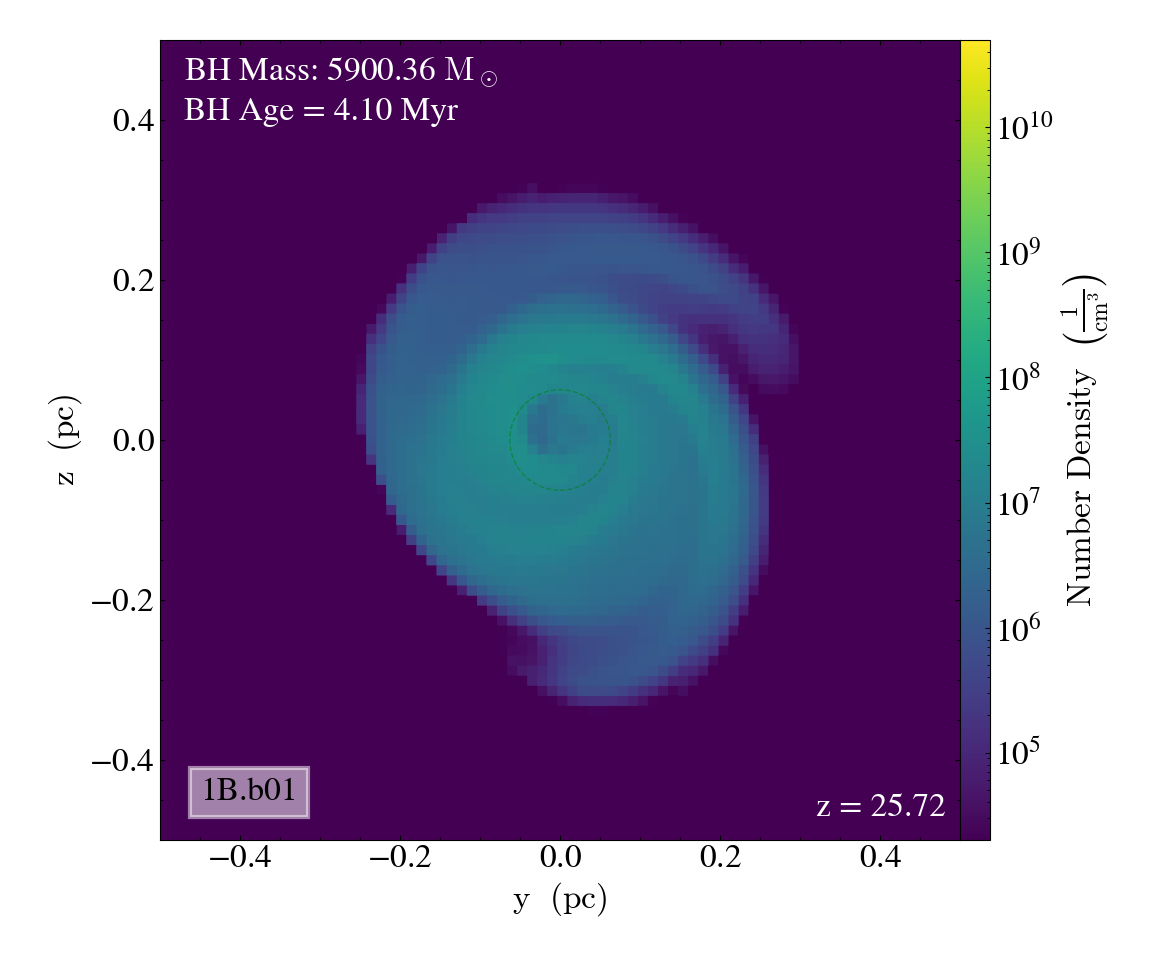 BH Mass: 5900.36 M⊙
BH Age = 4.10 Myr
0.4
0.2
0.0
−0.2
−0.4
z (pc)
1B.b01
z = 25.72
−0.4 −0.2 0.0 0.2 0.4
y (pc)
10¹⁰
10⁹
10⁸
10⁷
10⁶
10⁵
Number Density (1/cm³)